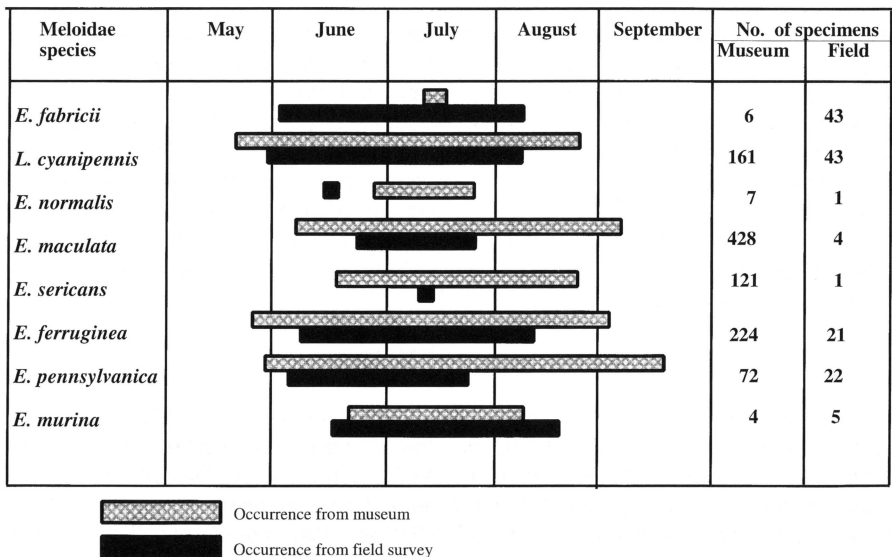 Meloidae species May June July August September No. of specimens
Museum Field
E. fabricii 6 43
L. cyanipennis 161 43
E. normalis 7 1
E. maculata 428 4
E. sericans 121 1
E. ferruginea 224 21
E. pennsylvanica 72 22
E. murina 4 5
Occurrence from museum
Occurrence from field survey